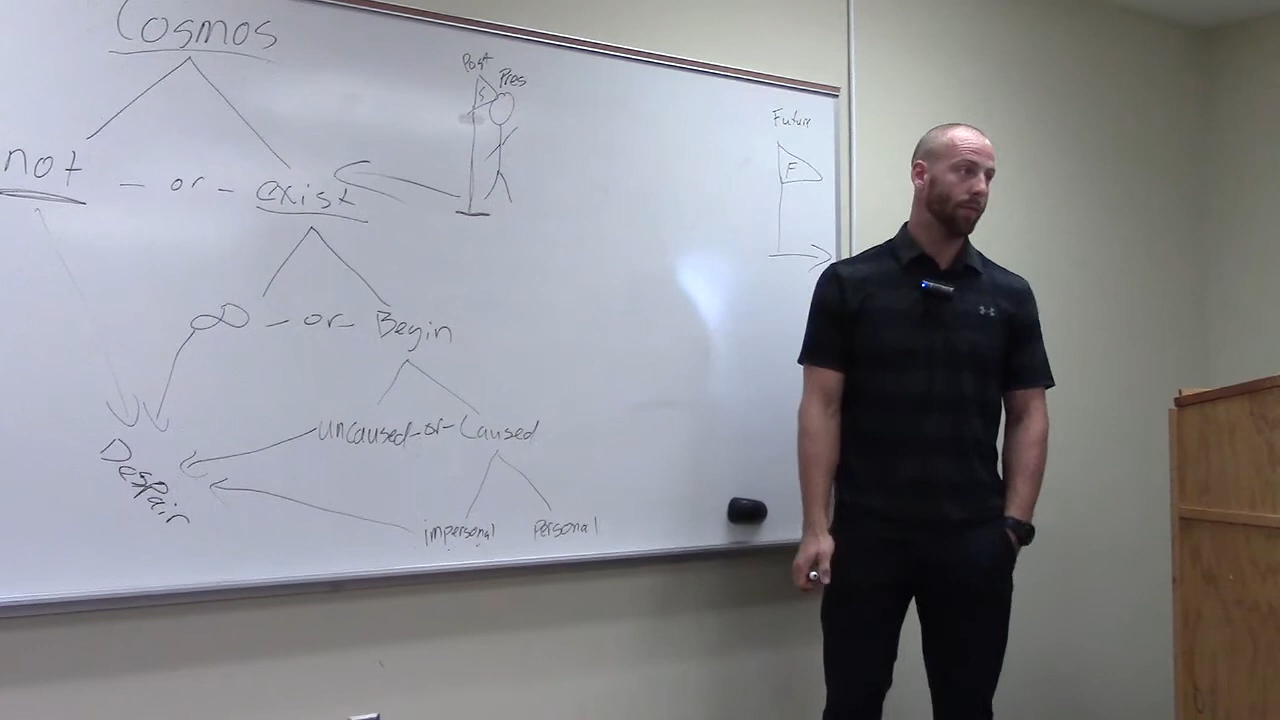 Cosmos
Past
Pres
S
Future
F
not - or - exist
∞ - or - Begin
uncaused - or - Caused
Despair
impersonal
personal